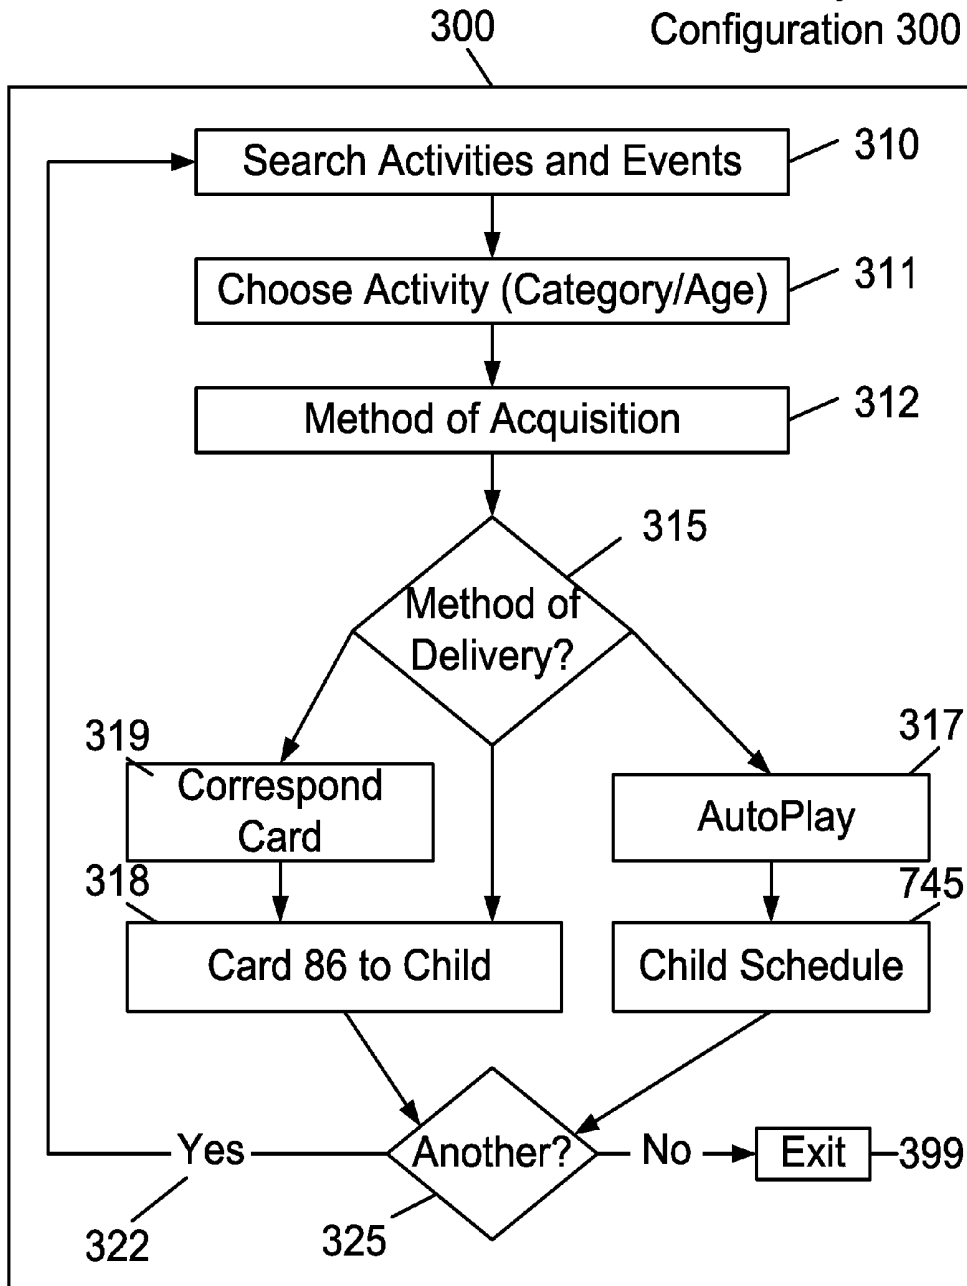 300
Configuration 300
Search Activities and Events
310
Choose Activity (Category/Age)
311
Method of Acquisition
312
315
Method of
Delivery?
319
317
Correspond
Card
AutoPlay
318
745
Card 86 to Child
Child Schedule
Yes
Another?
No
Exit
399
322
325